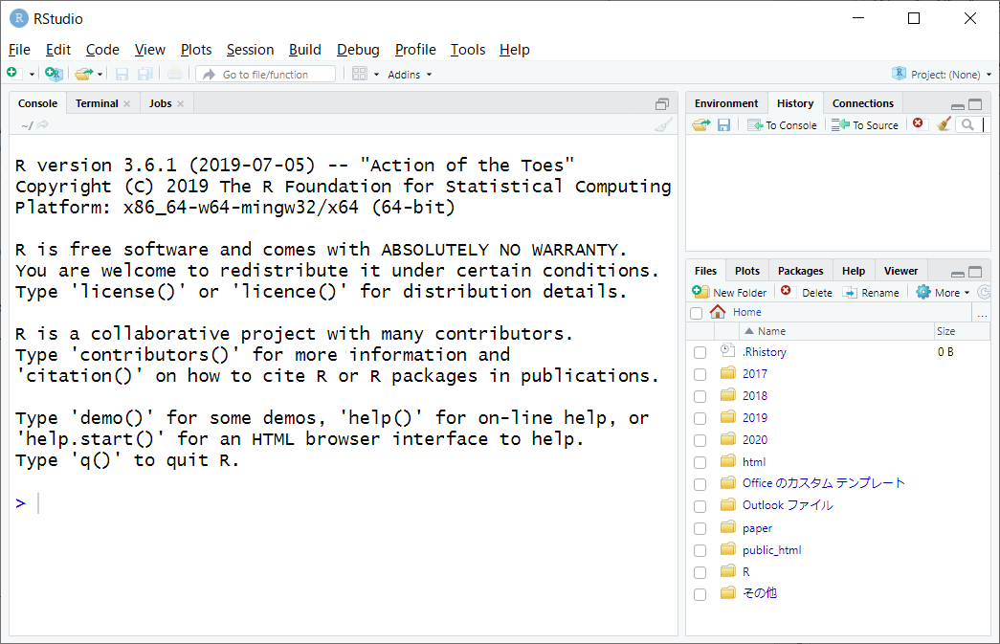 RStudio
File Edit Code View Plots Session Build Debug Profile Tools Help
Go to file/function Addins Project: (None)
Console Terminal Jobs
~/
R version 3.6.1 (2019-07-05) -- "Action of the Toes"
Copyright (C) 2019 The R Foundation for Statistical Computing
Platform: x86_64-w64-mingw32/x64 (64-bit)
R is free software and comes with ABSOLUTELY NO WARRANTY.
You are welcome to redistribute it under certain conditions.
Type 'license()' or 'licence()' for distribution details.
R is a collaborative project with many contributors.
Type 'contributors()' for more information and
'citation()' on how to cite R or R packages in publications.
Type 'demo()' for some demos, 'help()' for on-line help, or
'help.start()' for an HTML browser interface to help.
Type 'q()' to quit R.
>
Environment History Connections
To Console To Source
Files Plots Packages Help Viewer
New Folder Delete Rename More
Home ...
Name Size
.Rhistory 0 B
2017
2018
2019
2020
html
Office のカスタム テンプレート
Outlook ファイル
paper
public_html
R
その他